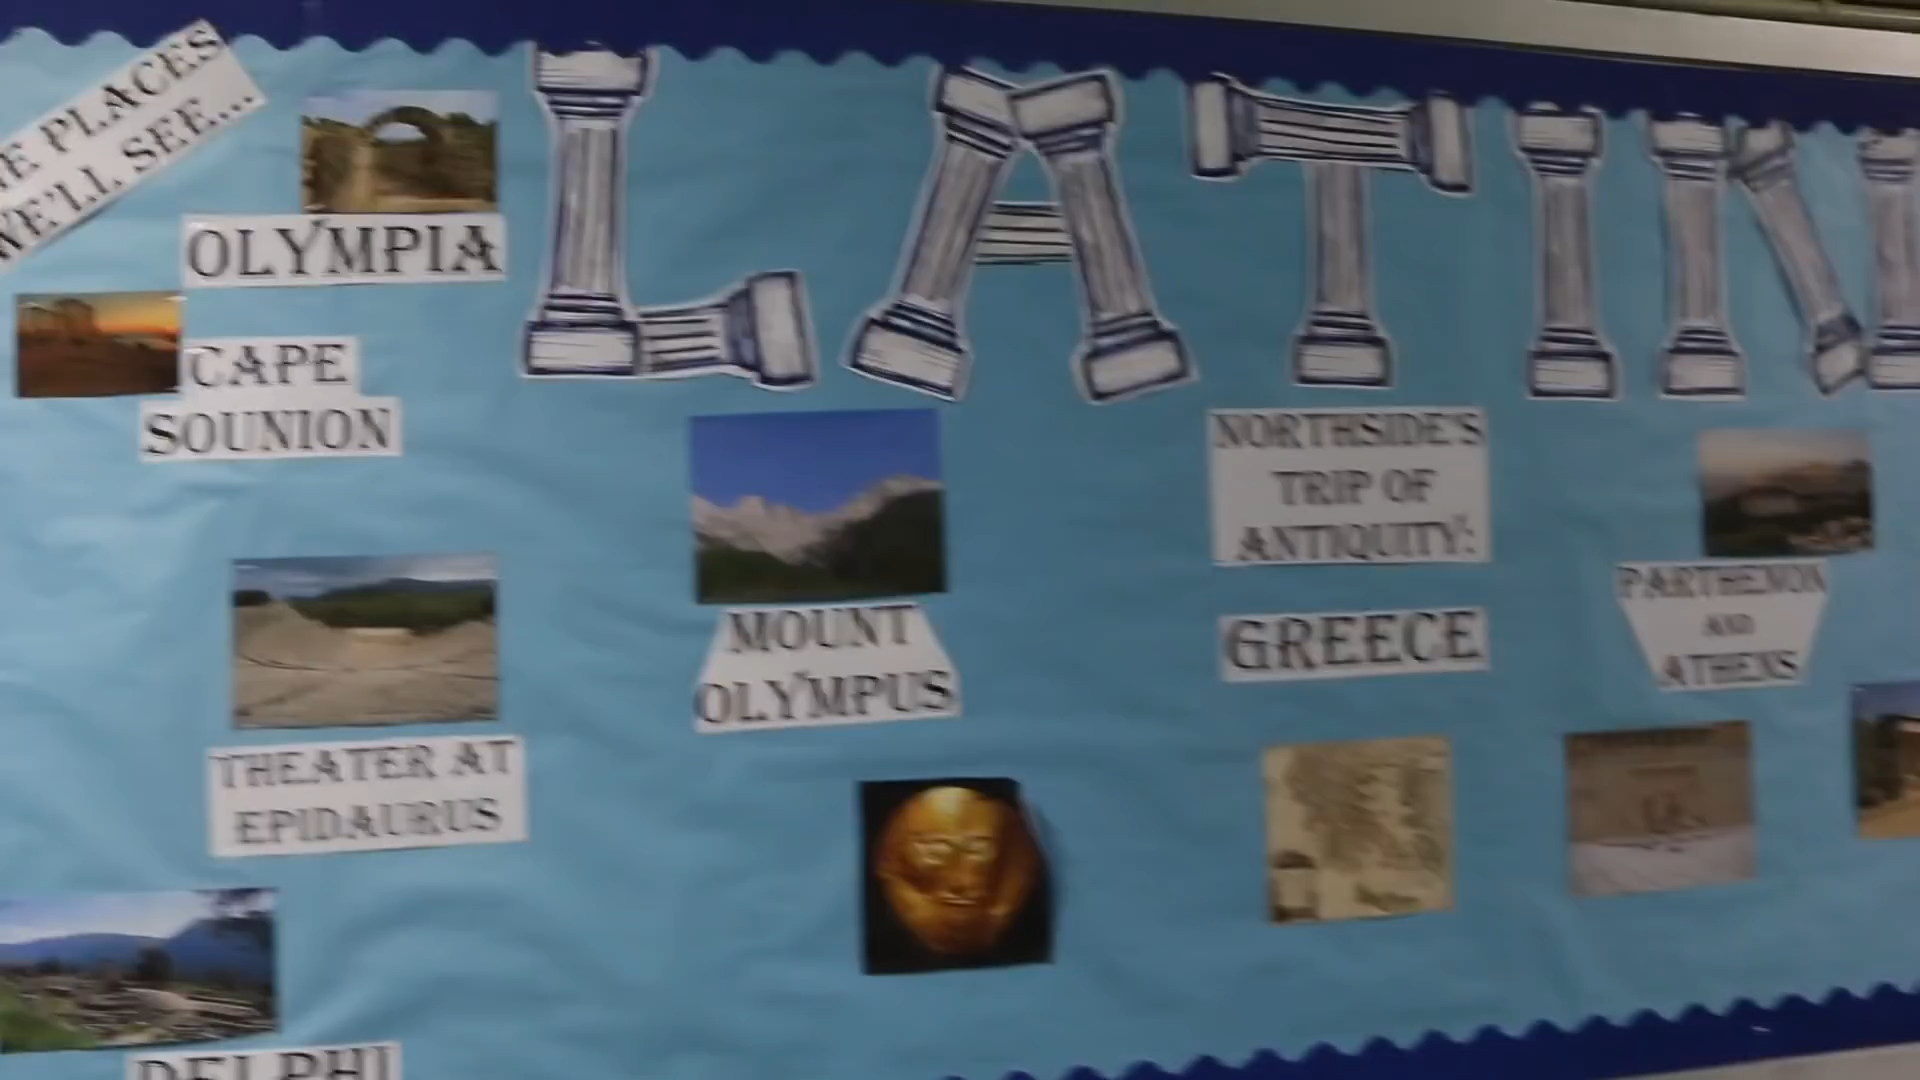 PLACES
WE'LL SEE...
OLYMPIA
LATIN
CAPE
SOUNION
NORTHSIDE'S
TRIP OF
ANTIQUITY:
MOUNT
OLYMPUS
GREECE
PARTHENON
AND
ATHENS
THEATER AT
EPIDAURUS
DELPHI